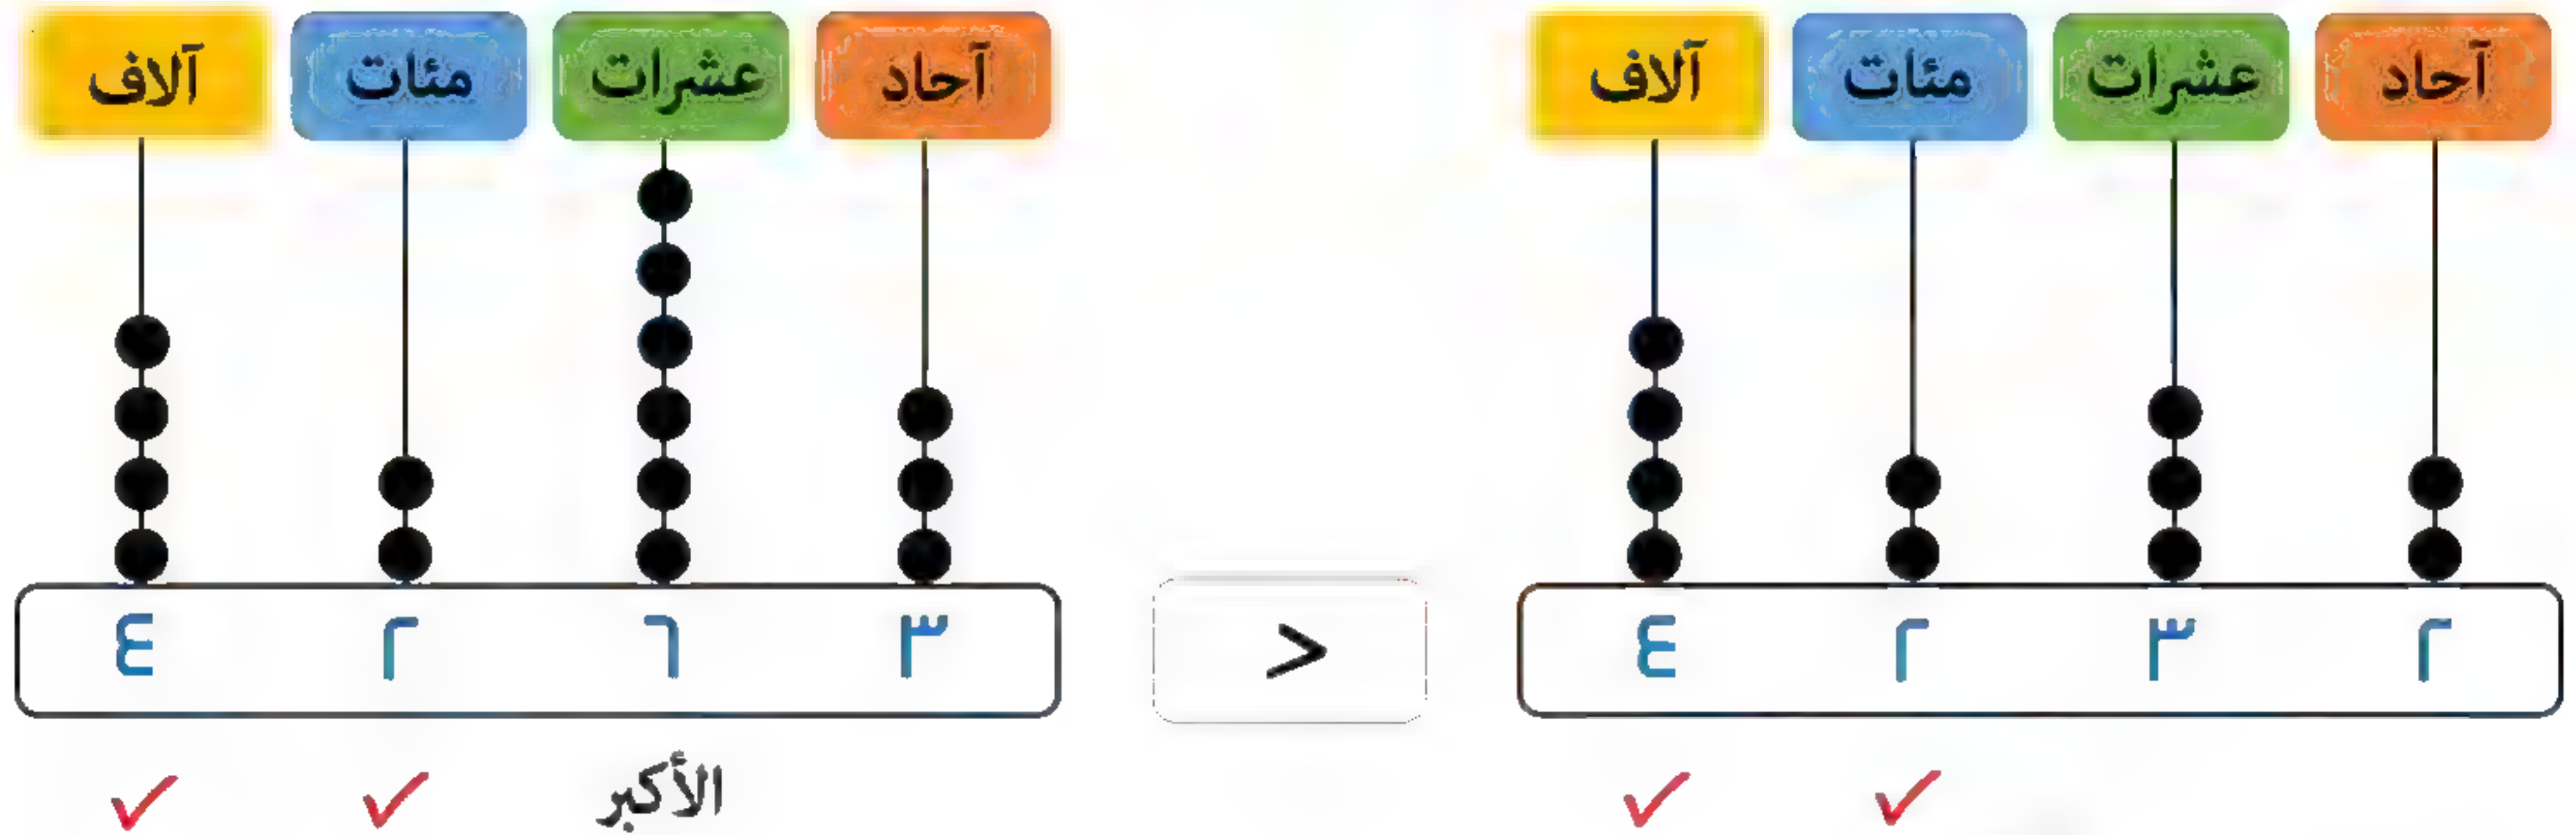 آحاد عشرات مئات آلاف آحاد عشرات مئات آلاف
٤ ٢ ٦ ٣ > ٤ ٢ ٣ ٢
الأكبر